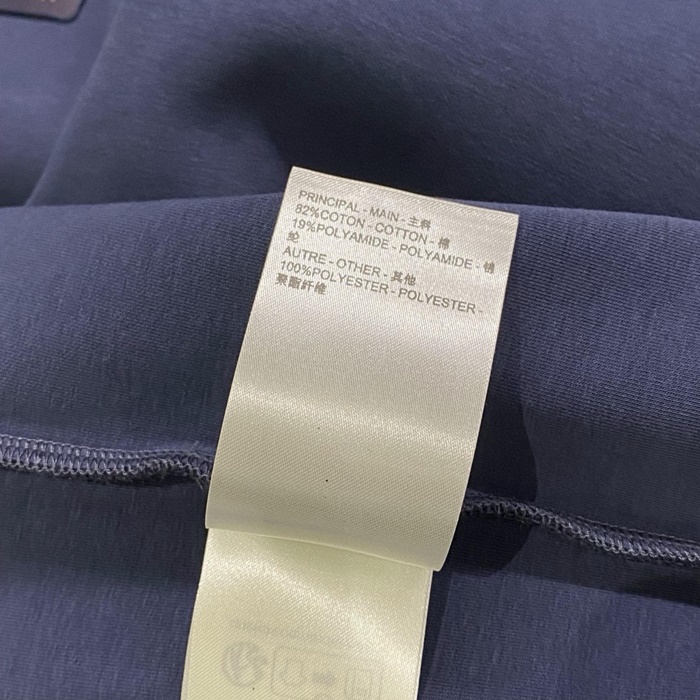 PRINCIPAL - MAIN - 主料
82%COTON - COTTON - 棉
19%POLYAMIDE - POLYAMIDE - 锦
纶
AUTRE - OTHER - 其他
100%POLYESTER - POLYESTER -
聚酯纤维